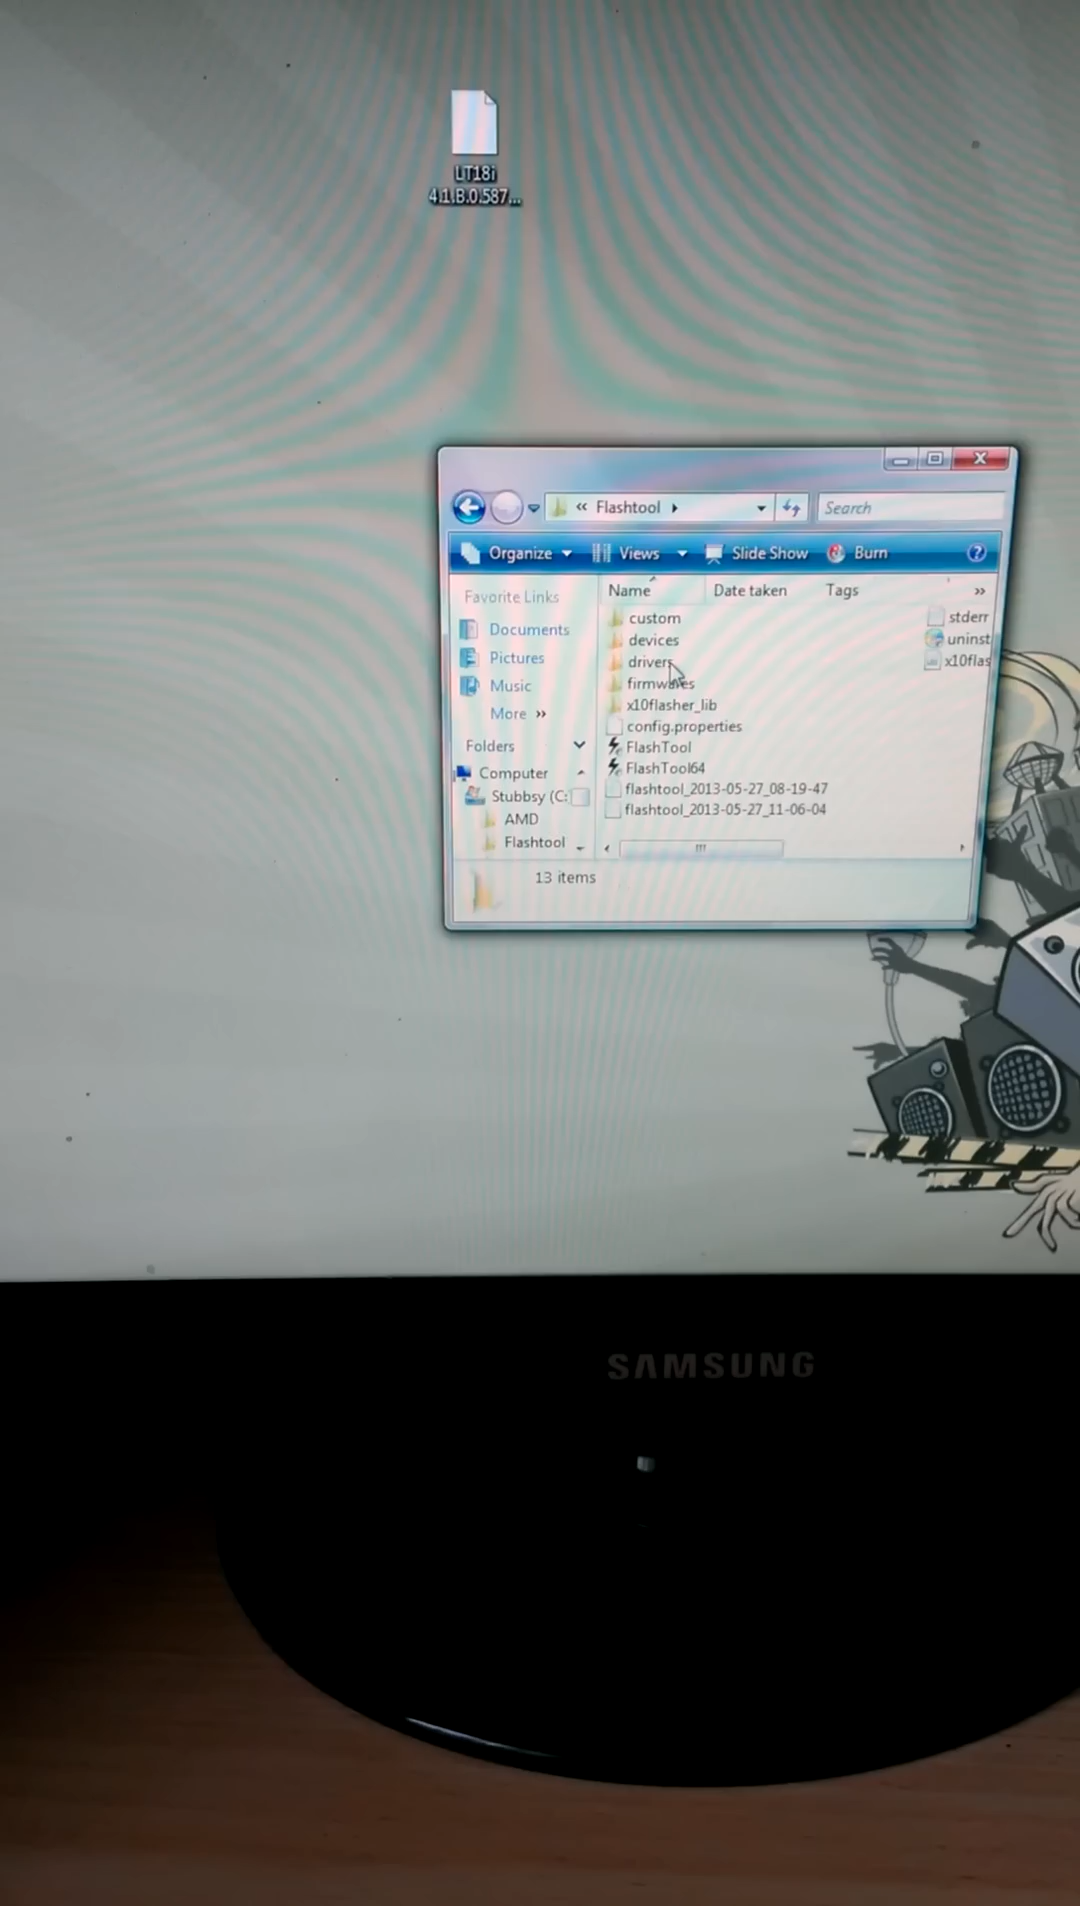 LT18i
4.1.B.0.587...
« Flashtool
Search
Organize
Views
Slide Show
Burn
?
Favorite Links
Documents
Pictures
Music
More »
Folders
Computer
Stubbsy (C:
AMD
Flashtool
Name
Date taken
Tags
»
custom
devices
drivers
firmwares
x10flasher_lib
config.properties
FlashTool
FlashTool64
flashtool_2013-05-27_08-19-47
flashtool_2013-05-27_11-06-04
stderr
uninst
x10flas
13 items
SAMSUNG